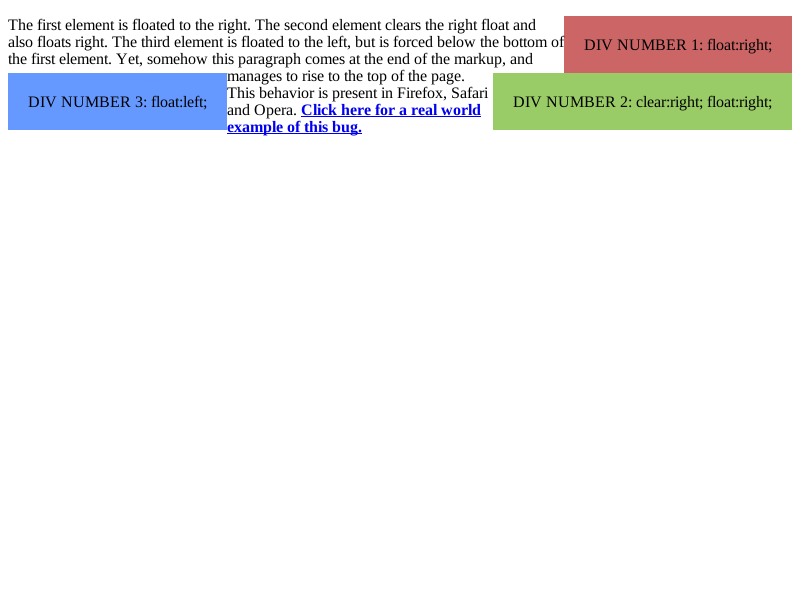 The first element is floated to the right. The second element clears the right float and
also floats right. The third element is floated to the left, but is forced below the bottom of
the first element. Yet, somehow this paragraph comes at the end of the markup, and
manages to rise to the top of the page.
This behavior is present in Firefox, Safari
and Opera. Click here for a real world
example of this bug.
DIV NUMBER 1: float:right;
DIV NUMBER 3: float:left;
DIV NUMBER 2: clear:right; float:right;